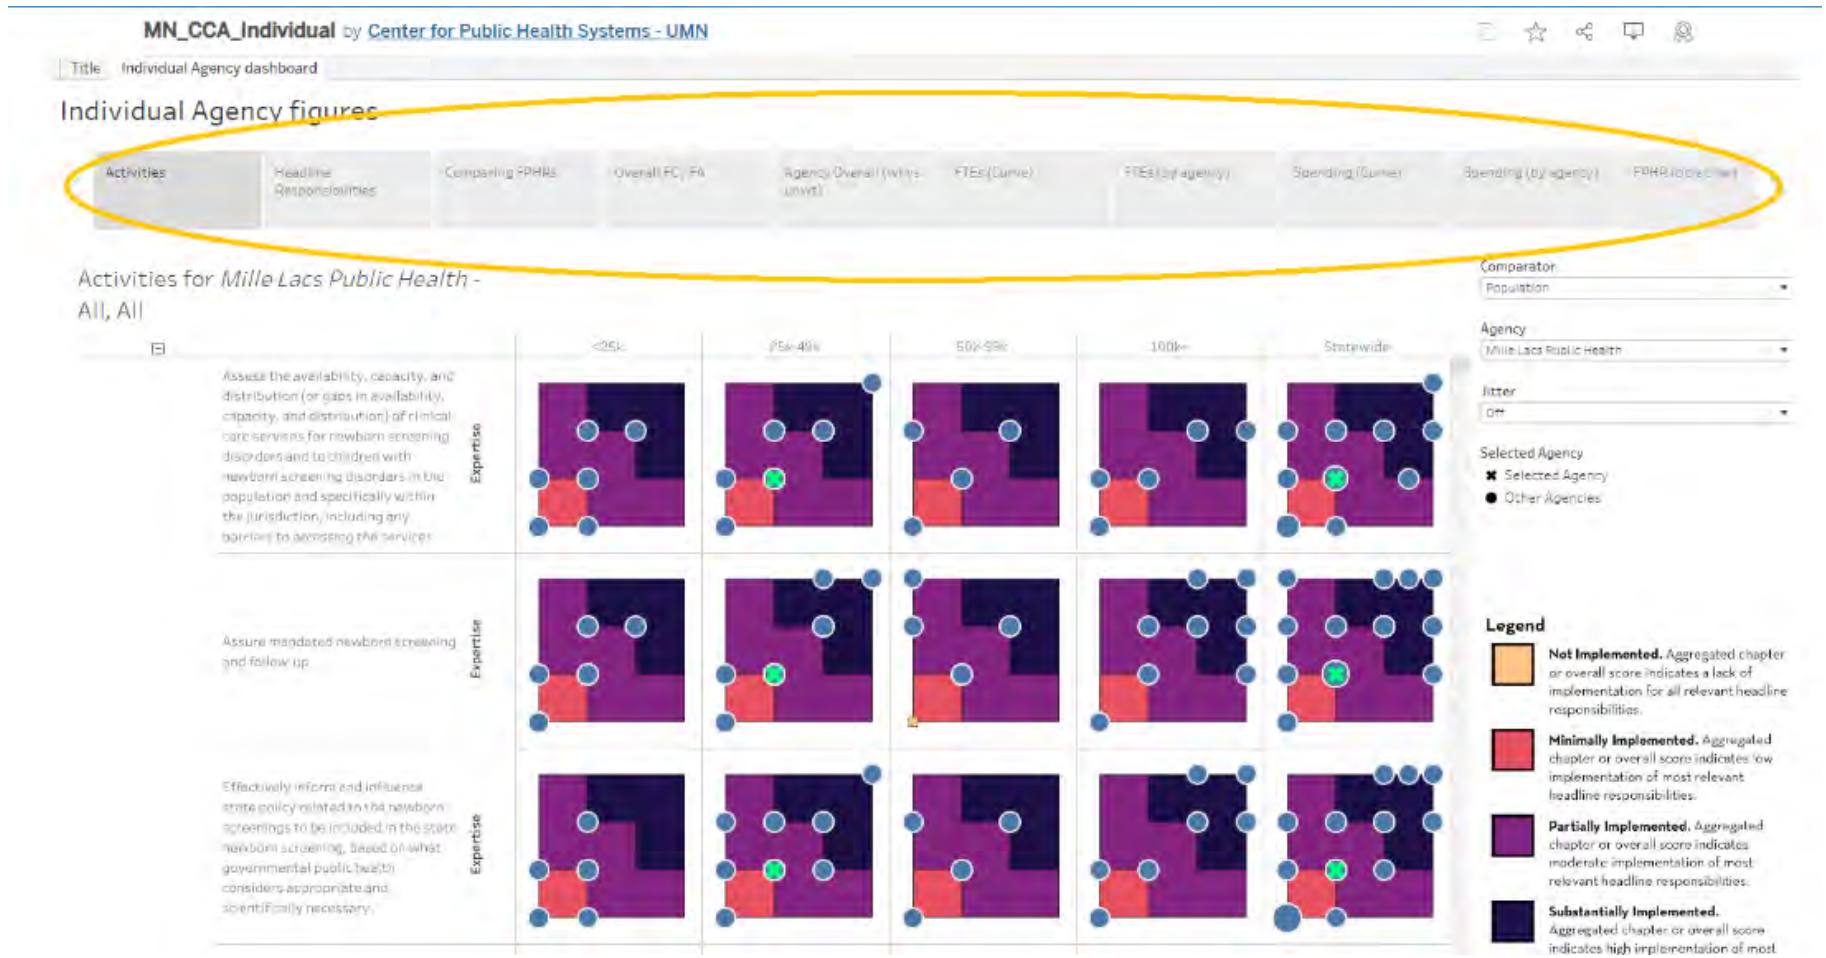 MN_CCA_Individual by Center for Public Health Systems - UMN
Title Individual Agency dashboard
Individual Agency figures
Activities
Headline
Responsibilities
Comparing FPHRs
Overall FC/FA
Agency Overall (wt vs
unwt)
FTEs (Curve)
FTEs (by agency)
Spending (Curve)
Spending (by agency)
FPHR
Activities for Mille Lacs Public Health -
All, All
Comparator
Population
Agency
Mille Lacs Public Health
Jitter
Off
Selected Agency
Selected Agency
Other Agencies
<25k
25k-49k
50k-99k
100k+
Statewide
Assess the availability, capacity, and
distribution (or gaps in availability,
capacity, and distribution) of clinical
care services for newborn screening
disorders and to children with
newborn screening disorders in the
population and specifically within
the jurisdiction, including any
barriers to accessing the services
Expertise
Assure mandated newborn screening
and follow up
Expertise
Effectively inform and influence
state policy related to the newborn
screenings to be included in the state
newborn screening, based on what
governmental public health
considers appropriate and
scientifically necessary.
Expertise
Legend
Not Implemented. Aggregated chapter
or overall score indicates a lack of
implementation for all relevant headline
responsibilities.
Minimally Implemented. Aggregated
chapter or overall score indicates low
implementation of most relevant
headline responsibilities.
Partially Implemented. Aggregated
chapter or overall score indicates
moderate implementation of most
relevant headline responsibilities.
Substantially Implemented.
Aggregated chapter or overall score
indicates high implementation of most